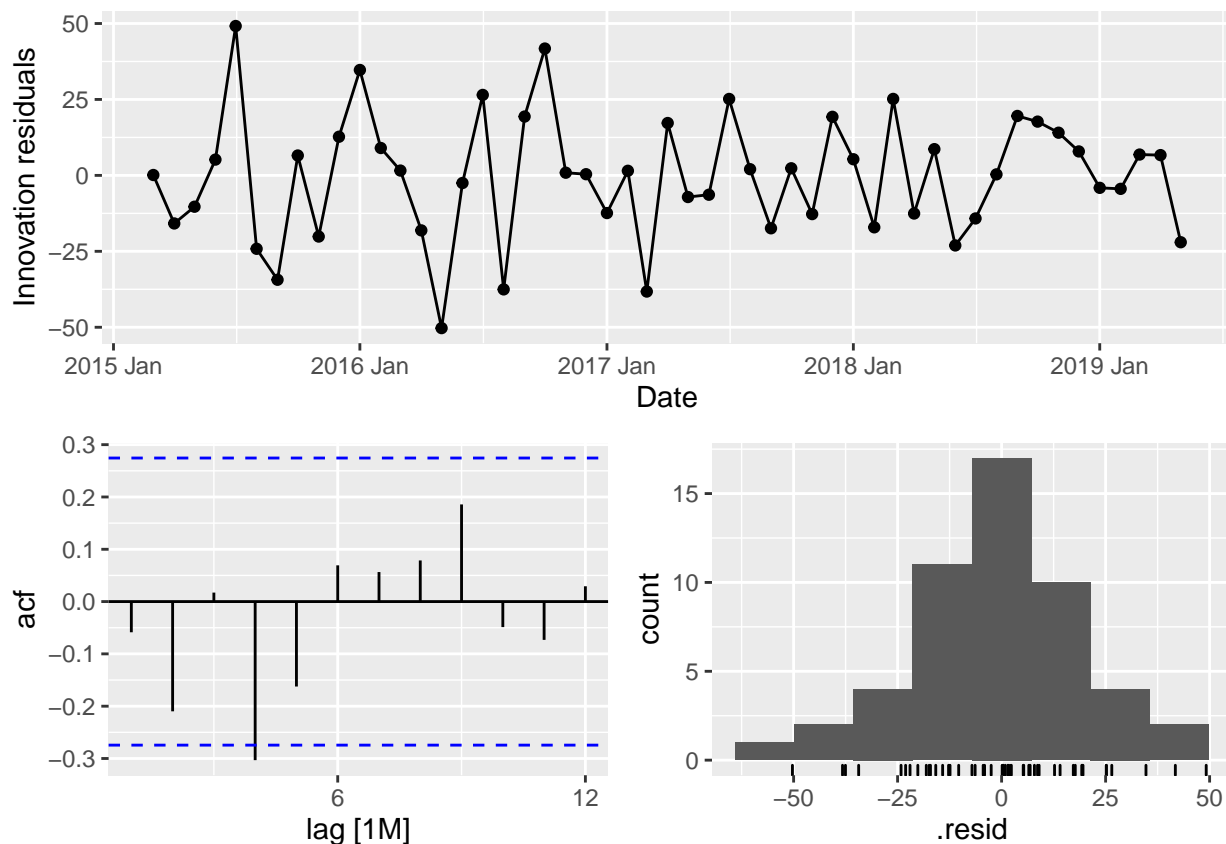 Innovation residuals
50
25
0
−25
−50
2015 Jan 2016 Jan 2017 Jan 2018 Jan 2019 Jan
Date
acf
0.3
0.2
0.1
0.0
−0.1
−0.2
−0.3
6 12
lag [1M]
count
15
10
5
0
−50 −25 0 25 50
.resid